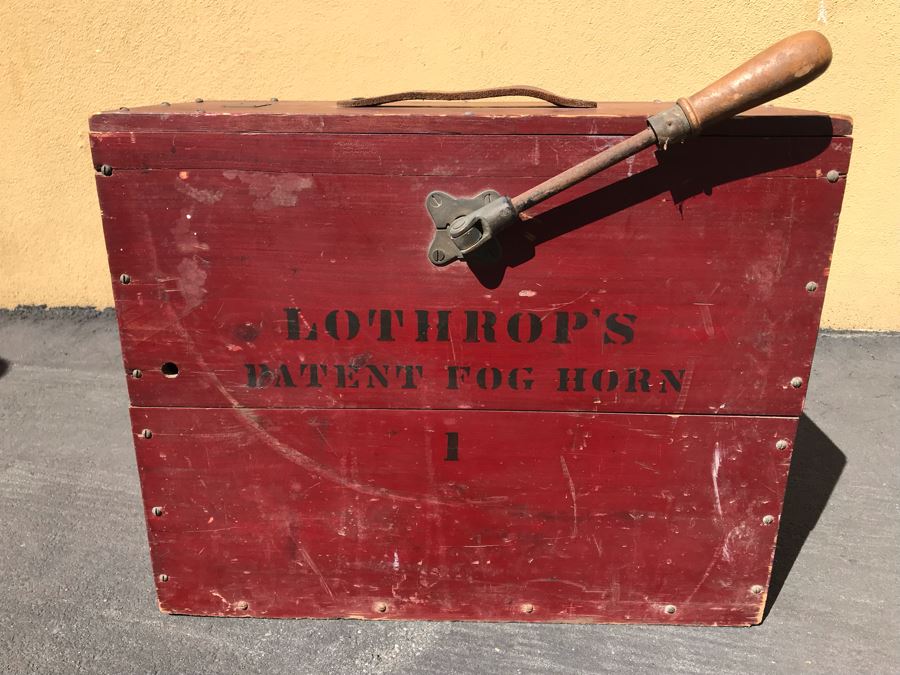 LOTHROP'S
PATENT FOG HORN
1